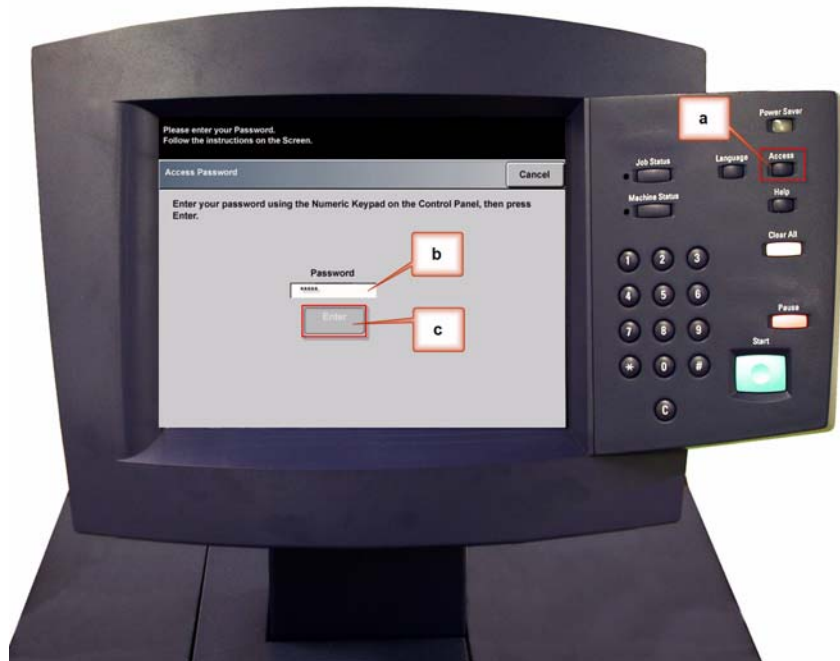 Please enter your Password.
Follow the instructions on the Screen.
Access Password
Cancel
Enter your password using the Numeric Keypad on the Control Panel, then press
Enter.
Password
*****
Enter
a
b
c
Power Saver
Job Status
Language
Access
Machine Status
Help
Clear All
1 2 3
4 5 6
7 8 9
* 0 #
C
Pause
Start